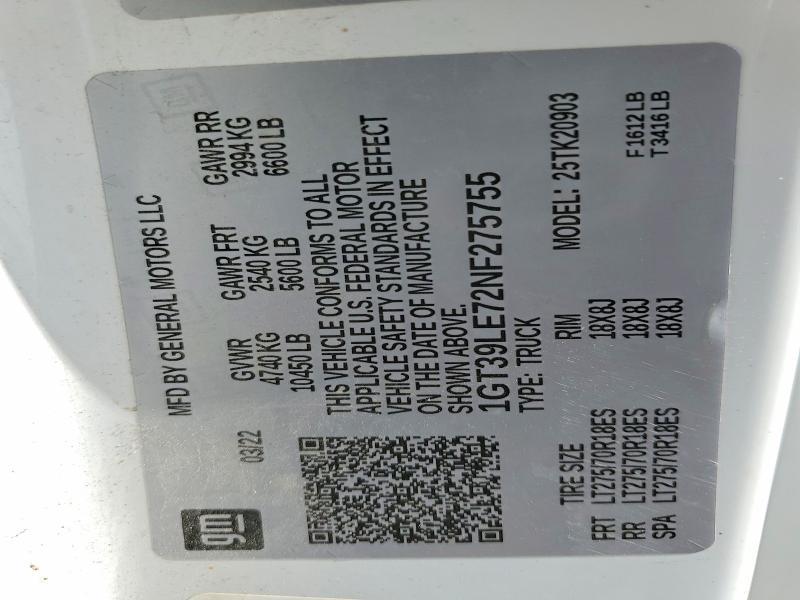 MFD BY GENERAL MOTORS LLC
gm
03/22
GVWR GAWR FRT GAWR RR
4740 KG 2540 KG 2994 KG
10450 LB 5600 LB 6600 LB
THIS VEHICLE CONFORMS TO ALL
APPLICABLE U.S. FEDERAL MOTOR
VEHICLE SAFETY STANDARDS IN EFFECT
ON THE DATE OF MANUFACTURE
SHOWN ABOVE.
1GT39LE72NF275755
TYPE: TRUCK
MODEL: 25TK20903
TIRE SIZE RIM
FRT LT275/70R18ES 18X8J
RR LT275/70R18ES 18X8J
SPA LT275/70R18ES 18X8J
F1612 LB
T3416 LB
gm